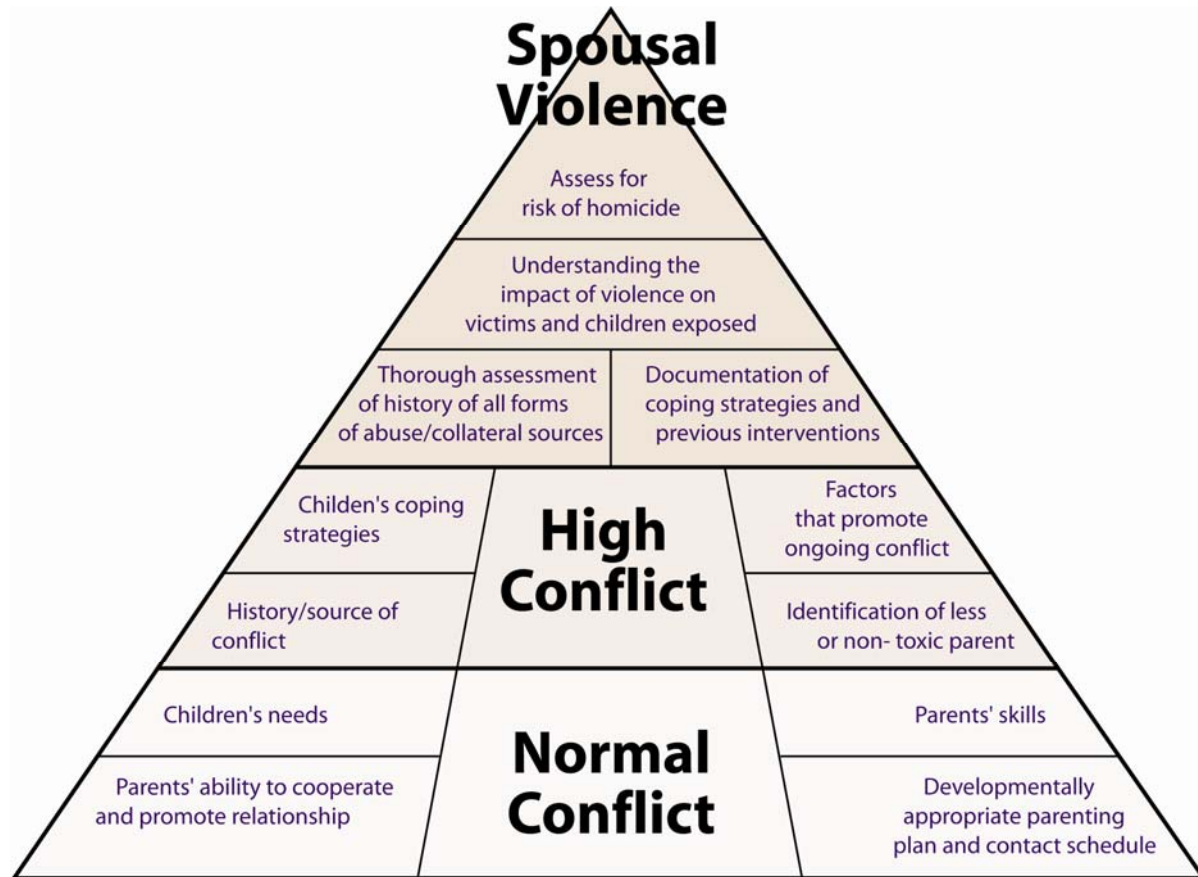 Spousal
Violence
Assess for
risk of homicide
Understanding the
impact of violence on
victims and children exposed
Thorough assessment
of history of all forms
of abuse/collateral sources
Documentation of
coping strategies and
previous interventions
Childen's coping
strategies
History/source of
conflict
High
Conflict
Factors
that promote
ongoing conflict
Identification of less
or non- toxic parent
Children's needs
Parents' ability to cooperate
and promote relationship
Normal
Conflict
Parents' skills
Developmentally
appropriate parenting
plan and contact schedule